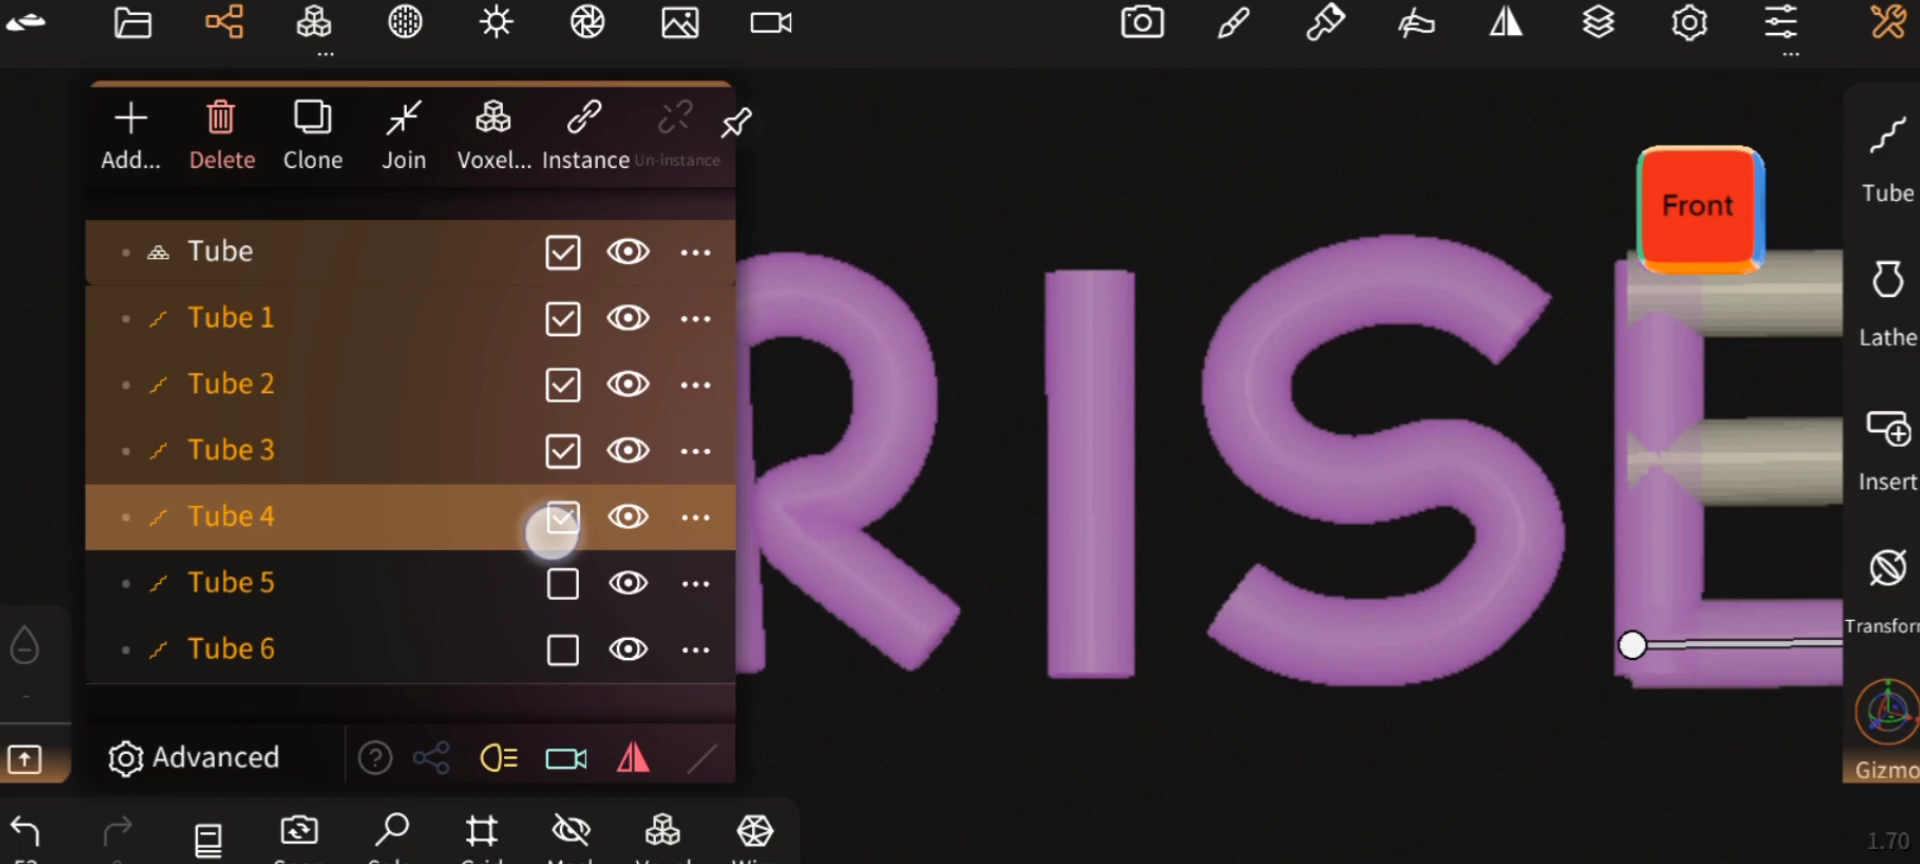 Add...
Delete
Clone
Join
Voxel...
Instance
Un-instance
Tube
Tube 1
Tube 2
Tube 3
Tube 4
Tube 5
Tube 6
Advanced
RISE
Front
Tube
Lathe
Insert
Transform
Gizmo
1.70